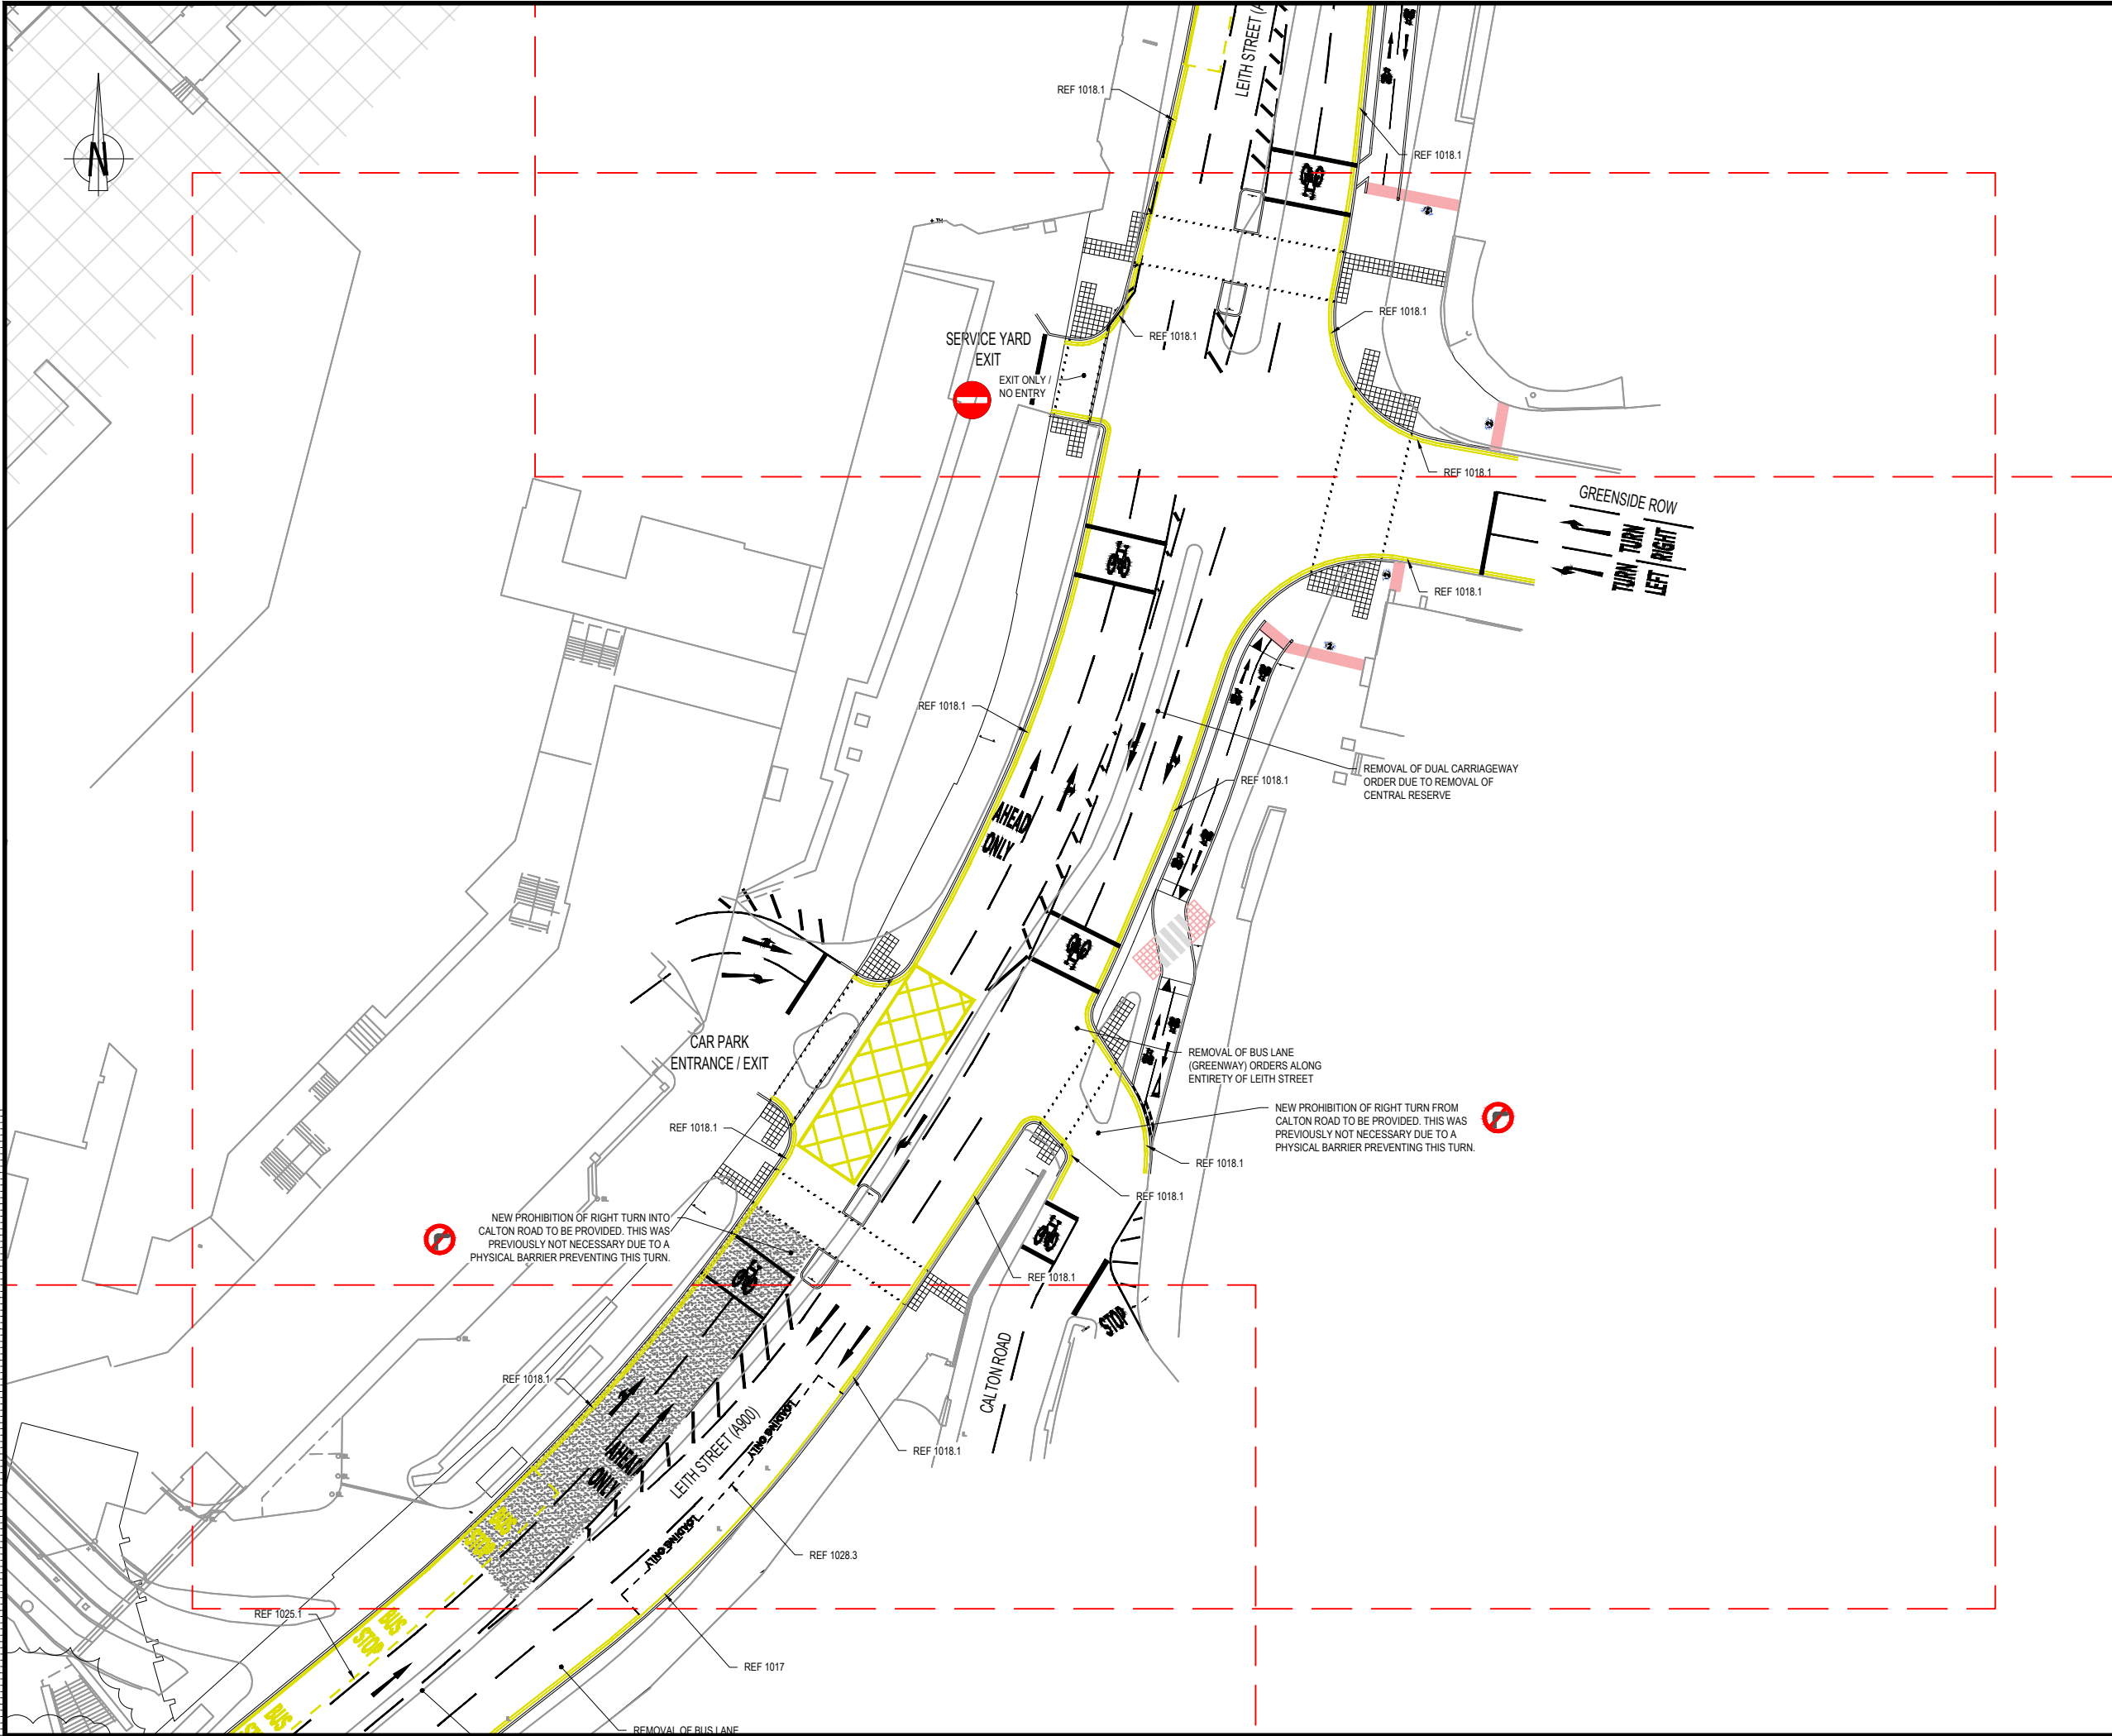 LEITH STREET (A
REF 1018.1
REF 1018.1
N
REF 1018.1
REF 1018.1
SERVICE YARD
EXIT
EXIT ONLY /
NO ENTRY
REF 1018.1
GREENSIDE ROW
TURN RIGHT
TURN LEFT
REF 1018.1
REF 1018.1
REMOVAL OF DUAL CARRIAGEWAY
ORDER DUE TO REMOVAL OF
CENTRAL RESERVE
REF 1018.1
AHEAD
ONLY
CAR PARK
ENTRANCE / EXIT
REMOVAL OF BUS LANE
(GREENWAY) ORDERS ALONG
ENTIRETY OF LEITH STREET
NEW PROHIBITION OF RIGHT TURN FROM
CALTON ROAD TO BE PROVIDED. THIS WAS
PREVIOUSLY NOT NECESSARY DUE TO A
PHYSICAL BARRIER PREVENTING THIS TURN.
REF 1018.1
REF 1018.1
REF 1018.1
NEW PROHIBITION OF RIGHT TURN INTO
CALTON ROAD TO BE PROVIDED. THIS WAS
PREVIOUSLY NOT NECESSARY DUE TO A
PHYSICAL BARRIER PREVENTING THIS TURN.
REF 1018.1
STOP
CALTON ROAD
REF 1018.1
LEITH STREET (A900)
LOADING ONLY
REF 1018.1
AHEAD
ONLY
BUS STOP
LOADING ONLY
REF 1028.3
REF 1025.1
BUS STOP
REF 1017
BUS
REMOVAL OF BUS LANE